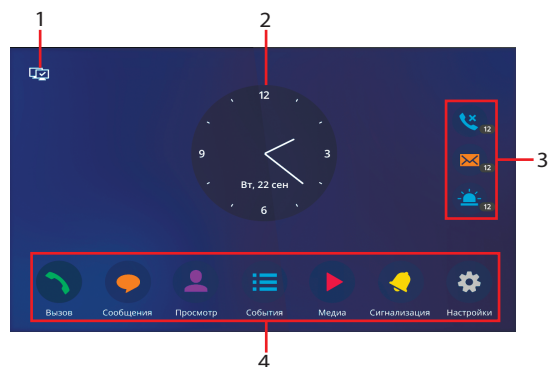 1
2
12
12
9
3
12
3
Вт, 22 сен
6
12
Вызов
Сообщения
Просмотр
События
Медиа
Сигнализация
Настройки
4